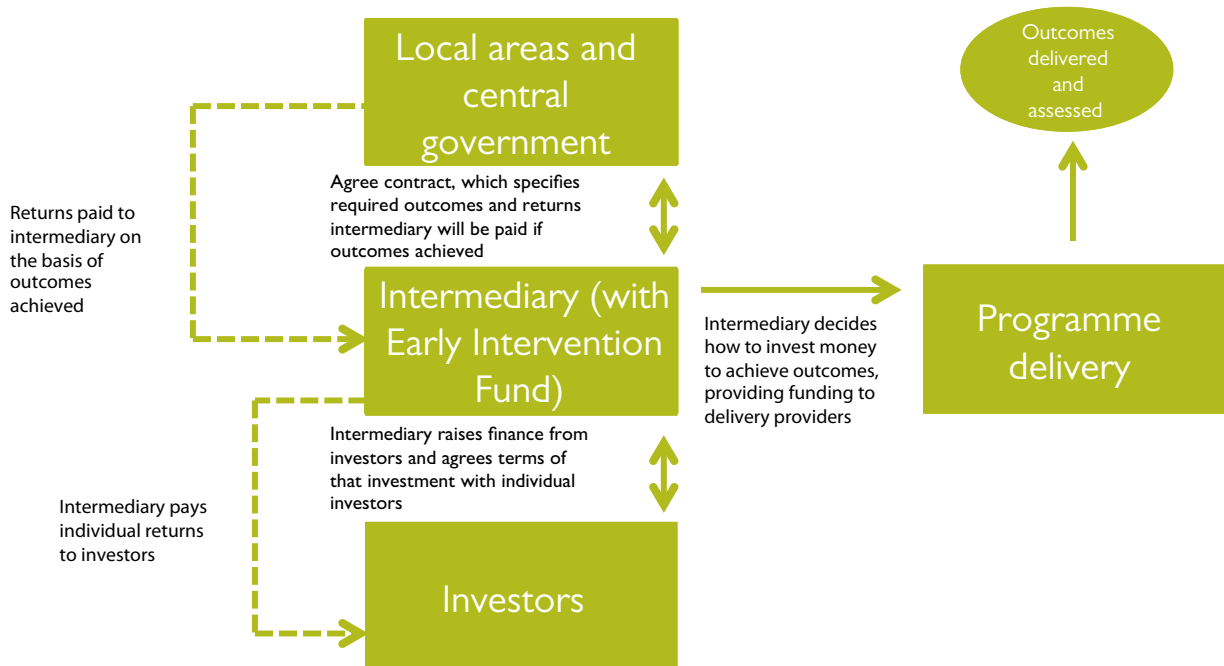 Local areas and
central
government
Outcomes
delivered
and
assessed
Agree contract, which specifies
required outcomes and returns
intermediary will be paid if
outcomes achieved
Returns paid to
intermediary on
the basis of
outcomes
achieved
Intermediary (with
Early Intervention
Fund)
Intermediary decides
how to invest money
to achieve outcomes,
providing funding to
delivery providers
Programme
delivery
Intermediary raises finance from
investors and agrees terms of
that investment with individual
investors
Intermediary pays
individual returns
to investors
Investors